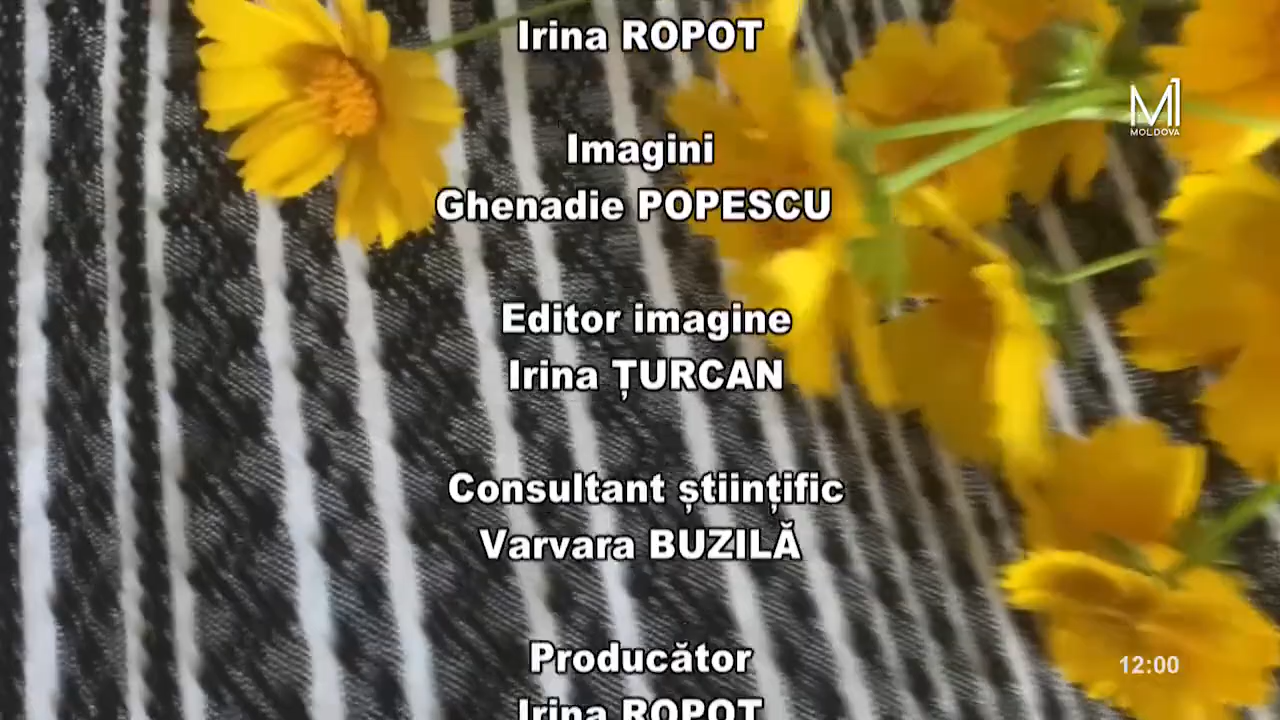 Irina ROPOT
M1
MOLDOVA
Imagini
Ghenadie POPESCU
Editor imagine
Irina ȚURCAN
Consultant științific
Varvara BUZILĂ
Producător
12:00
Irina ROPOT